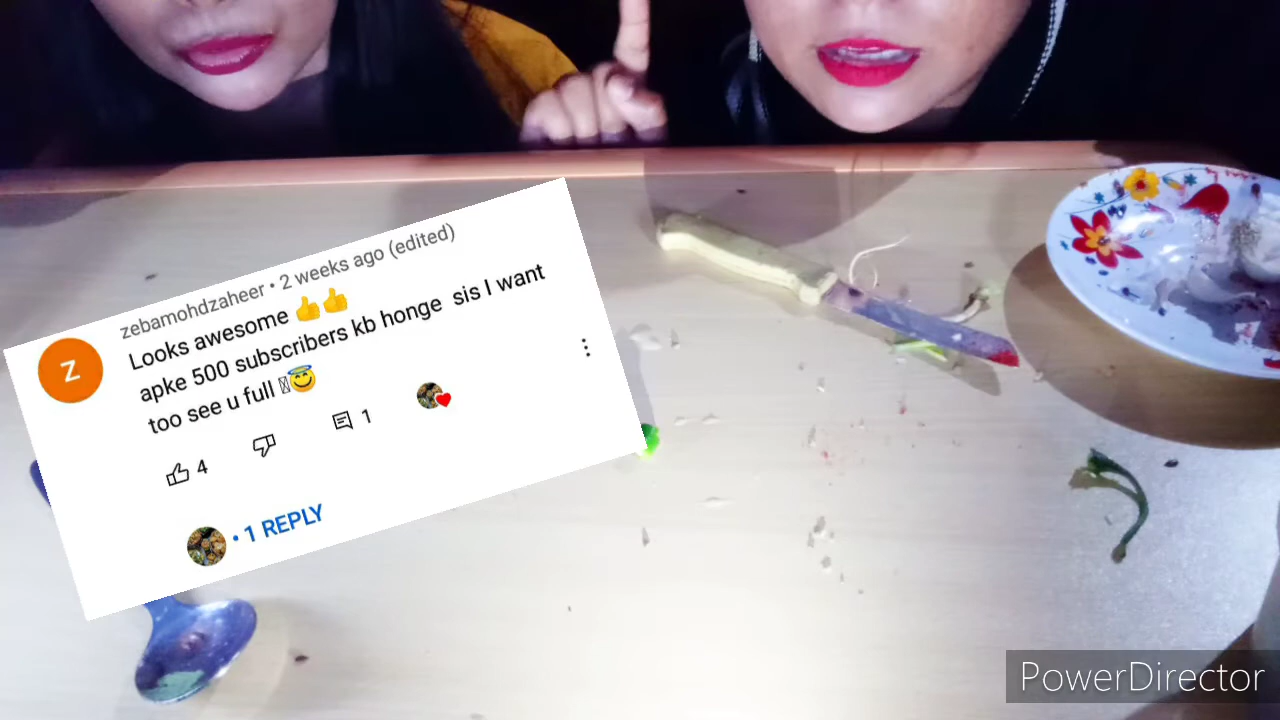 zebamohdzaheer • 2 weeks ago (edited)
Looks awesome 👍👍
apke 500 subscribers kb honge sis I want
too see u full 😇
4
1
Z
• 1 REPLY
PowerDirector